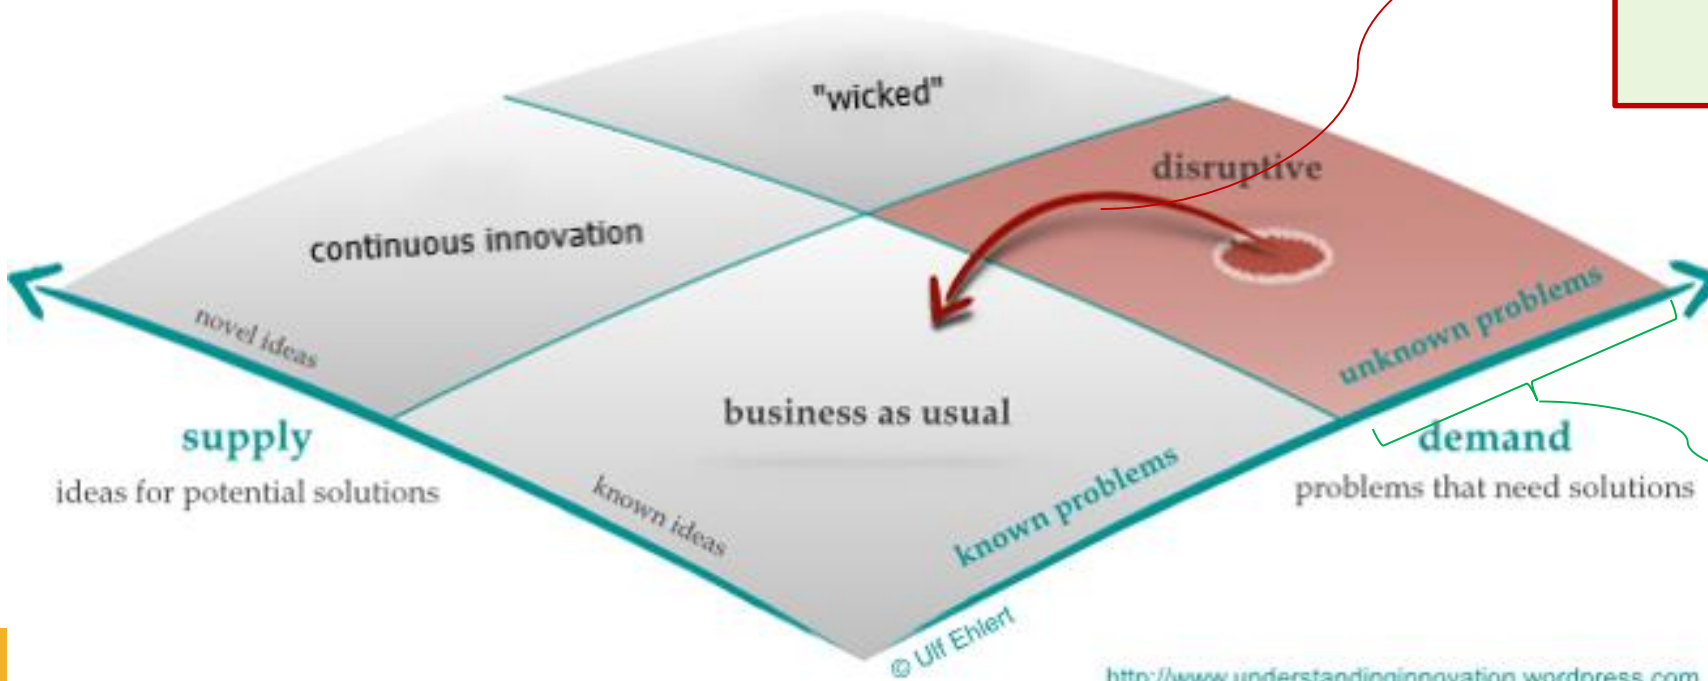 "wicked"
disruptive
continuous innovation
unknown problems
novel ideas
business as usual
supply
demand
ideas for potential solutions
problems that need solutions
known ideas
known problems
© Ulf Ehlert
http://www.understandinginnovation.wordpress.com